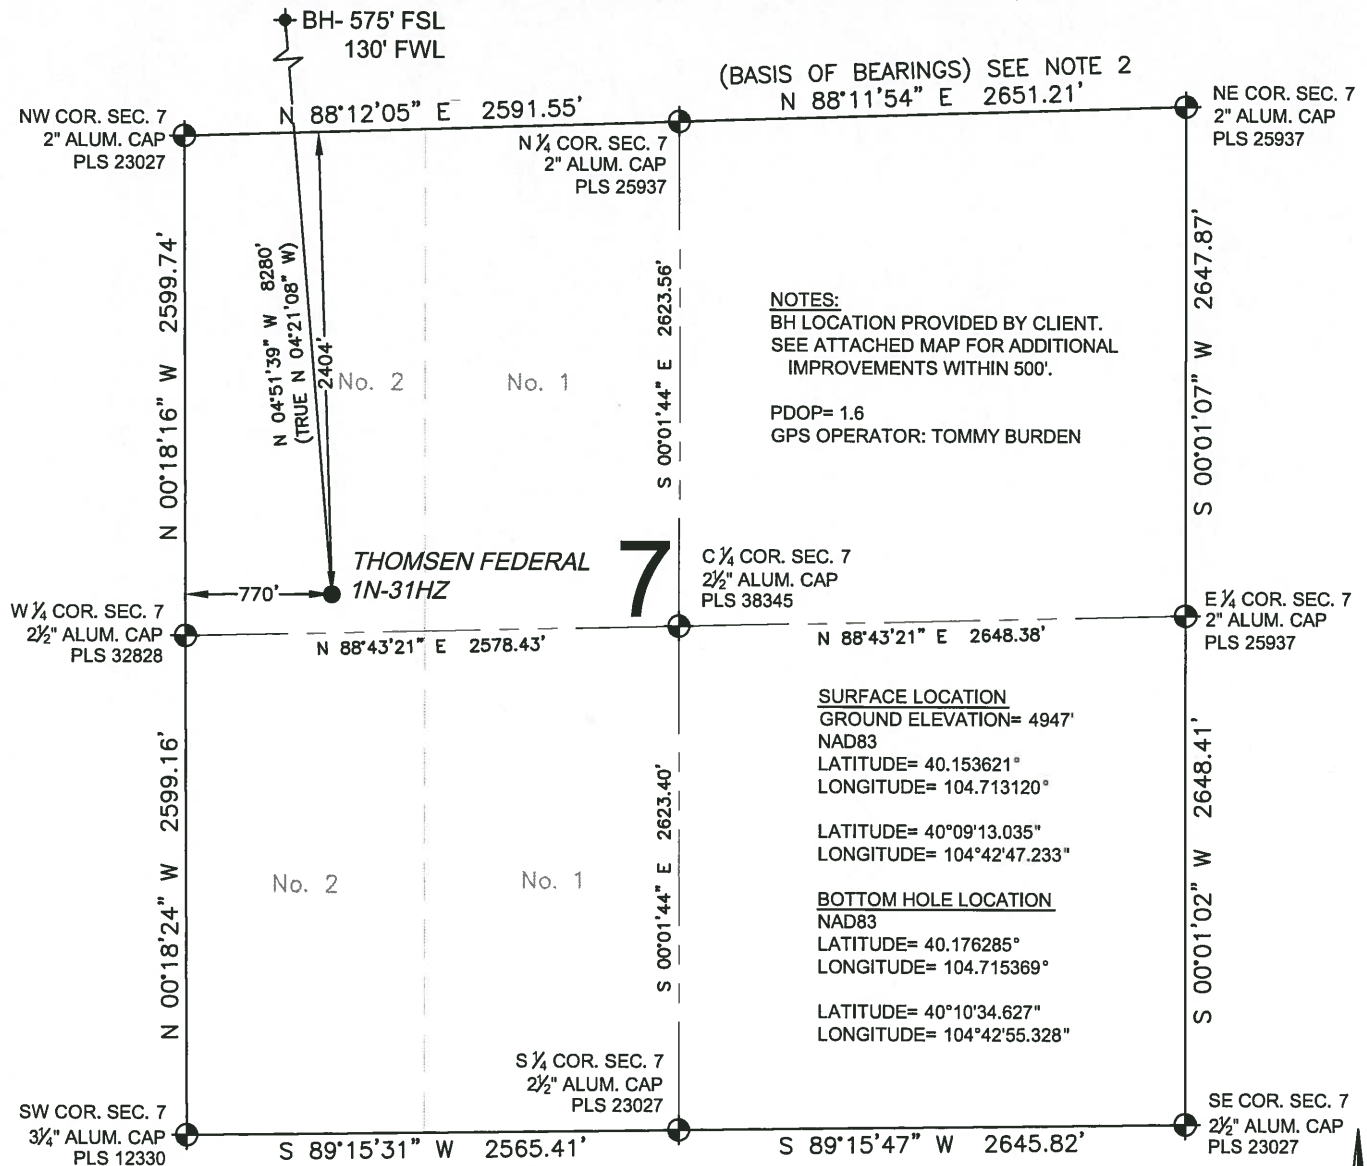 BH- 575' FSL
130' FWL
(BASIS OF BEARINGS) SEE NOTE 2
N 88°12'05" E 2591.55'
N 88°11'54" E 2651.21'
NW COR. SEC. 7
2" ALUM. CAP
PLS 23027
N ¼ COR. SEC. 7
2" ALUM. CAP
PLS 25937
NE COR. SEC. 7
2" ALUM. CAP
PLS 25937
N 00°18'16" W 2599.74'
N 04°51'39" W 8280'
(TRUE N 04°21'08" W)
2404'
No. 2
No. 1
S 00°01'44" E 2623.56'
NOTES:
BH LOCATION PROVIDED BY CLIENT.
SEE ATTACHED MAP FOR ADDITIONAL
IMPROVEMENTS WITHIN 500'.
PDOP= 1.6
GPS OPERATOR: TOMMY BURDEN
S 00°01'07" W 2647.87'
THOMSEN FEDERAL
1N-31HZ
770'
7
C ¼ COR. SEC. 7
2½" ALUM. CAP
PLS 38345
W ¼ COR. SEC. 7
2½" ALUM. CAP
PLS 32828
E ¼ COR. SEC. 7
2" ALUM. CAP
PLS 25937
N 88°43'21" E 2578.43'
N 88°43'21" E 2648.38'
SURFACE LOCATION
GROUND ELEVATION= 4947'
NAD83
LATITUDE= 40.153621°
LONGITUDE= 104.713120°
LATITUDE= 40°09'13.035"
LONGITUDE= 104°42'47.233"
BOTTOM HOLE LOCATION
NAD83
LATITUDE= 40.176285°
LONGITUDE= 104.715369°
LATITUDE= 40°10'34.627"
LONGITUDE= 104°42'55.328"
N 00°18'24" W 2599.16'
No. 2
No. 1
S 00°01'44" E 2623.40'
S 00°01'02" W 2648.41'
S ¼ COR. SEC. 7
2½" ALUM. CAP
PLS 23027
SW COR. SEC. 7
3¼" ALUM. CAP
PLS 12330
SE COR. SEC. 7
2½" ALUM. CAP
PLS 23027
S 89°15'31" W 2565.41'
S 89°15'47" W 2645.82'